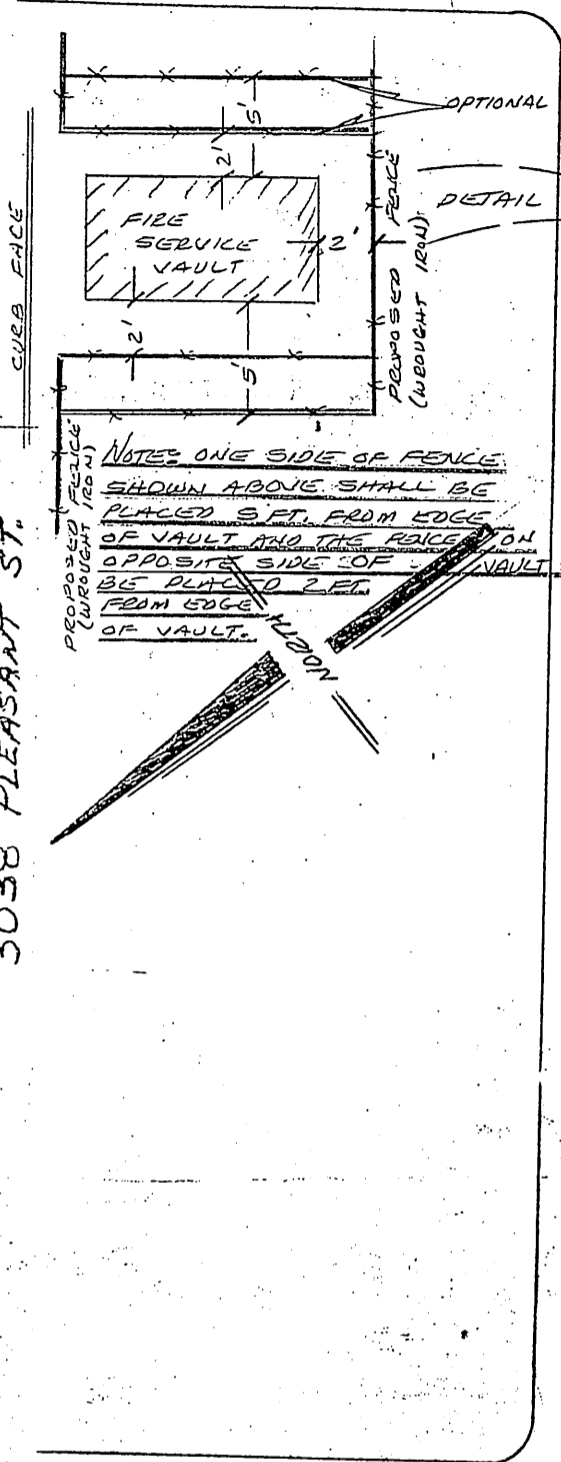 OPTIONAL
5'
2'
CURB FACE
FIRE
SERVICE
VAULT
2'
PROPOSED FENCE
(WROUGHT IRON)
DETAIL
2'
5'
PROPOSED FENCE
(WROUGHT IRON)
NOTE: ONE SIDE OF FENCE
SHOWN ABOVE SHALL BE
PLACED 5 FT. FROM EDGE
OF VAULT AND THE FENCE ON
OPPOSITE SIDE OF VAULT
BE PLACED 2 FT.
FROM EDGE
OF VAULT.
NORTH
3038 PLEASANT ST.